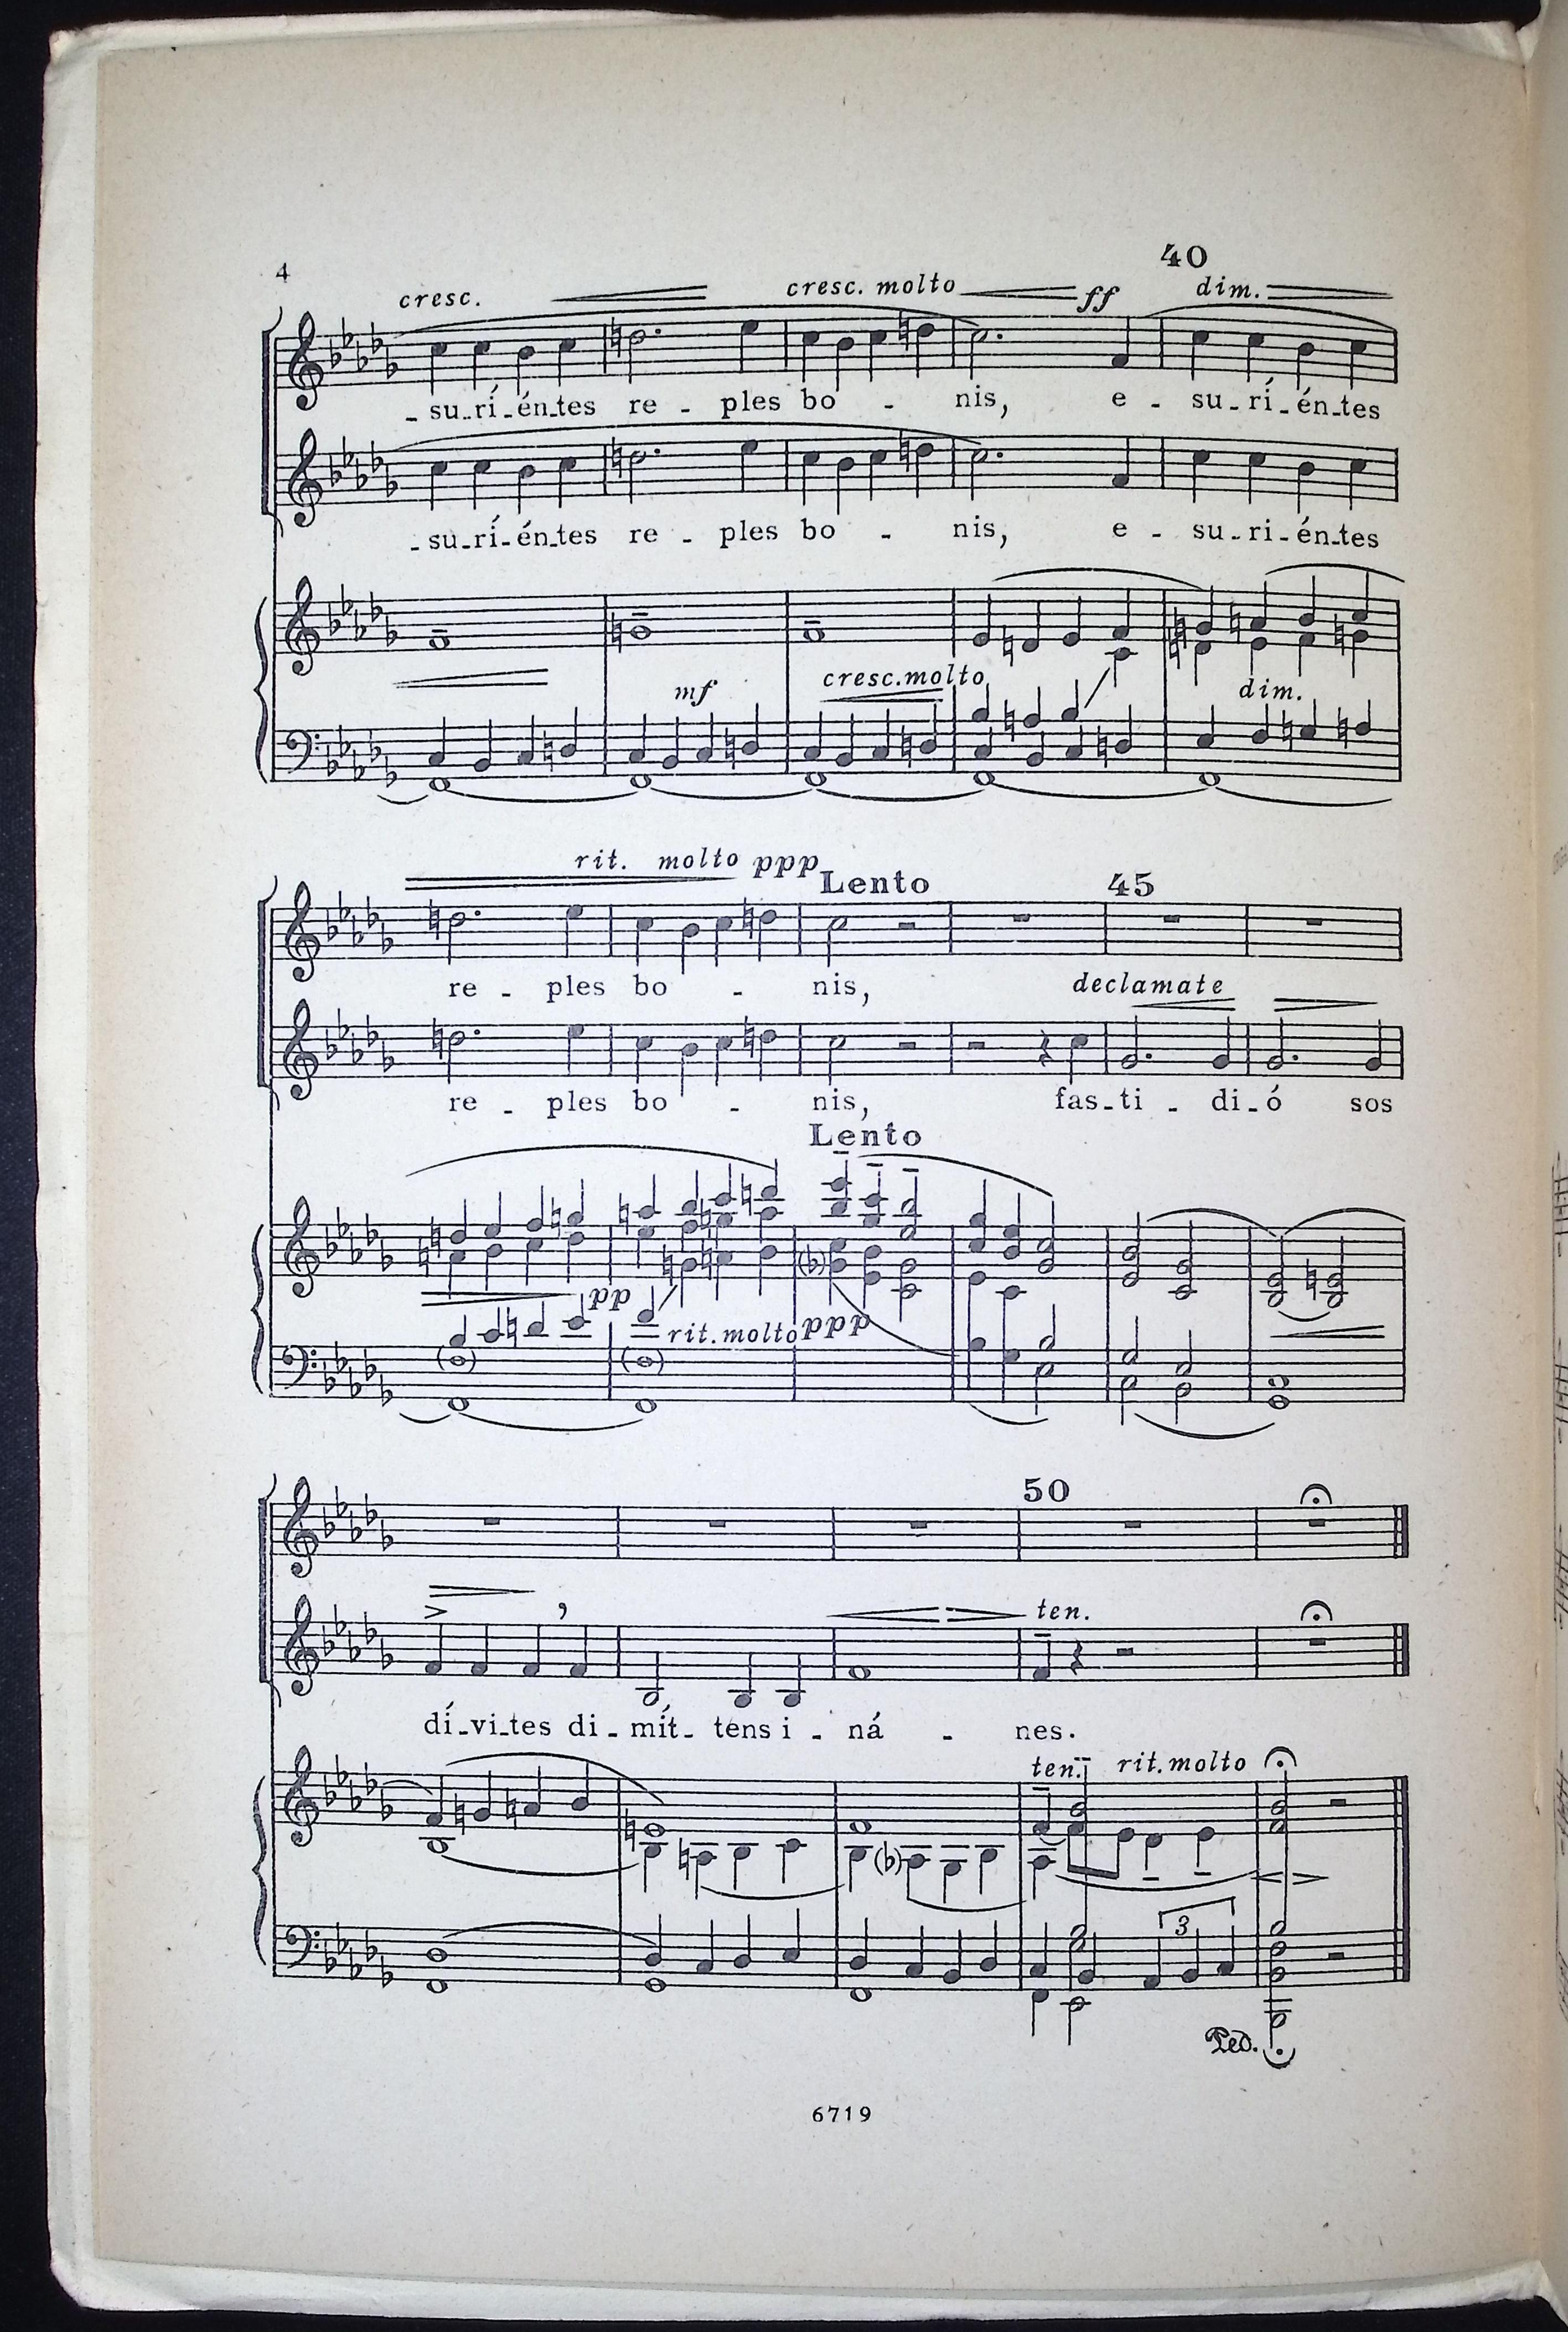 4
40
cresc. cresc. molto ff dim.
- su-rí-én-tes re - ples bo - nis, e - su-rí-én-tes
- su-rí-én-tes re - ples bo - nis, e - su-ri-én-tes
mf cresc. molto dim.
rit. molto ppp Lento 45
re - ples bo - nis,
declamate
re - ples bo - nis, fas-ti - di-ó sos
Lento
pp rit. molto ppp
50
ten.
dí-vi-tes di-mít-tens i - ná - nes.
ten. rit. molto
3
Ped.
6719